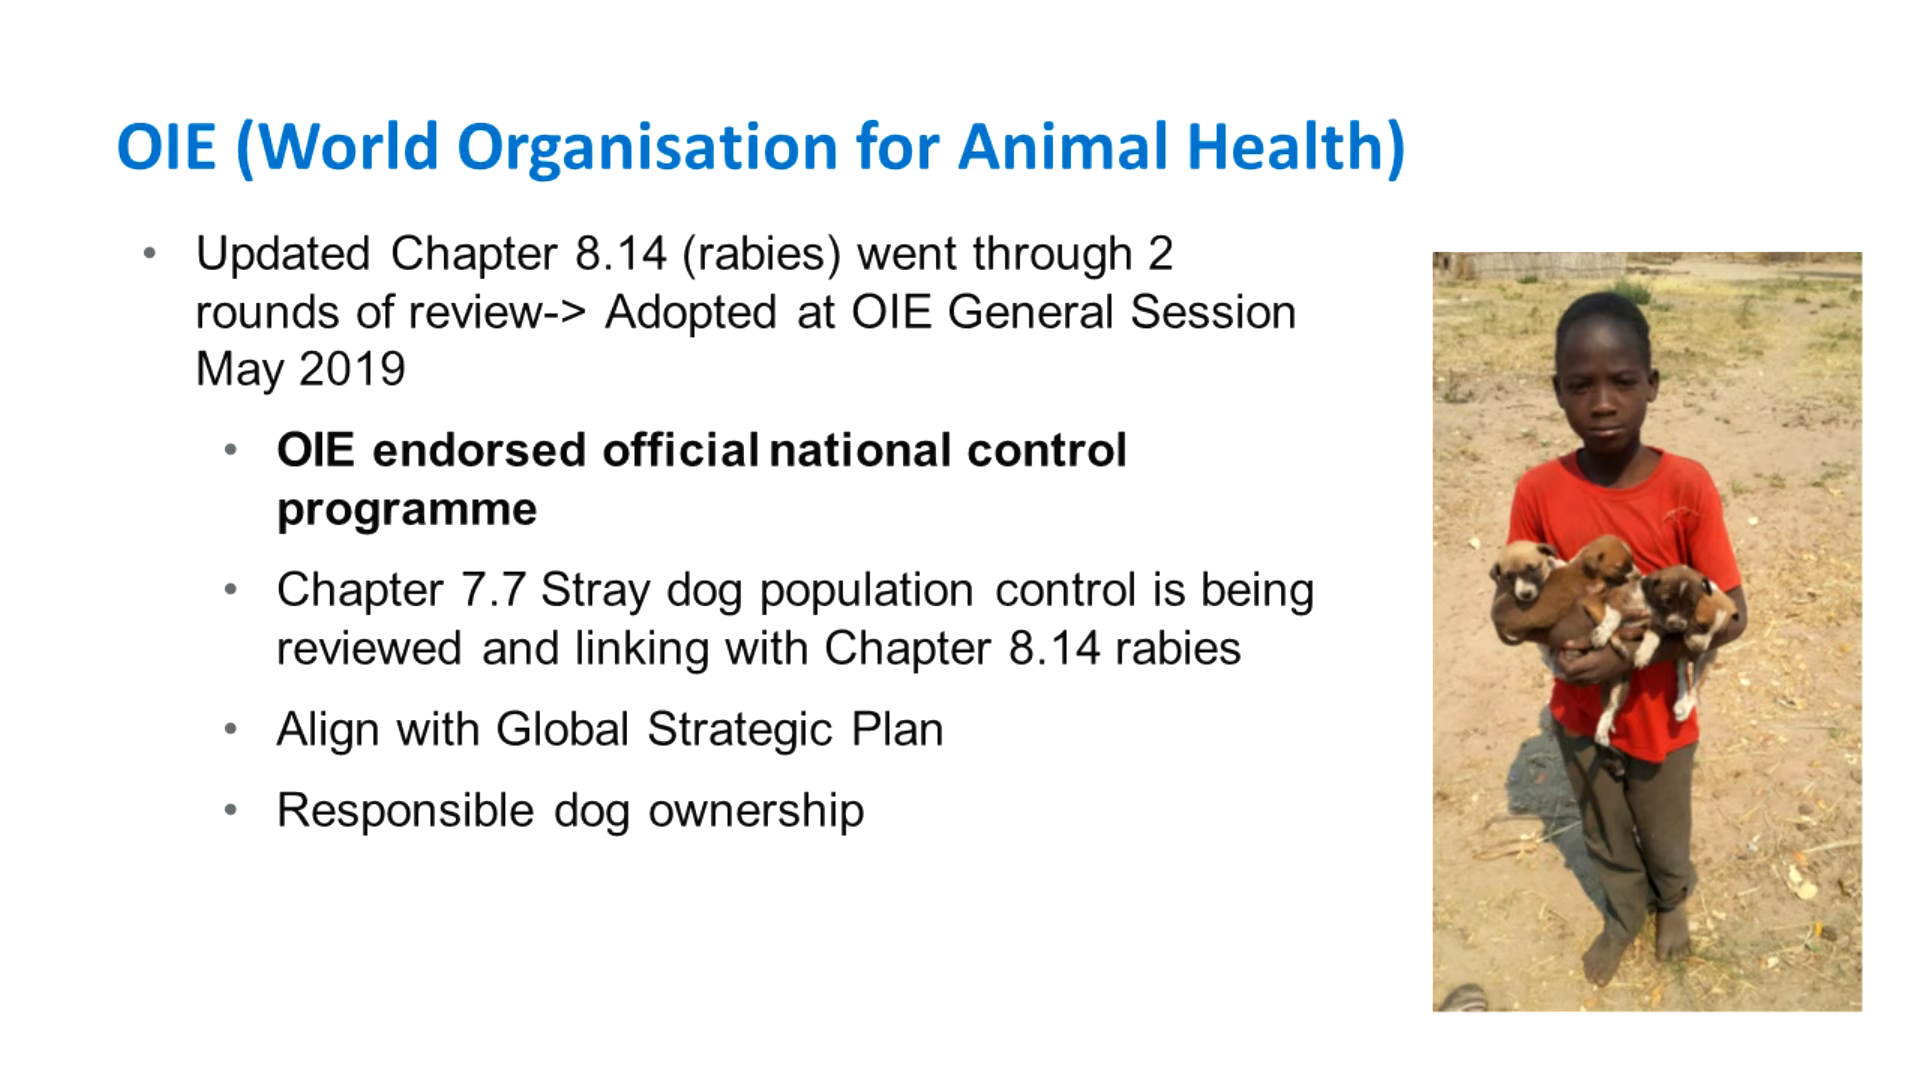 OIE (World Organisation for Animal Health)
• Updated Chapter 8.14 (rabies) went through 2
rounds of review-> Adopted at OIE General Session
May 2019
• OIE endorsed official national control
programme
• Chapter 7.7 Stray dog population control is being
reviewed and linking with Chapter 8.14 rabies
• Align with Global Strategic Plan
• Responsible dog ownership